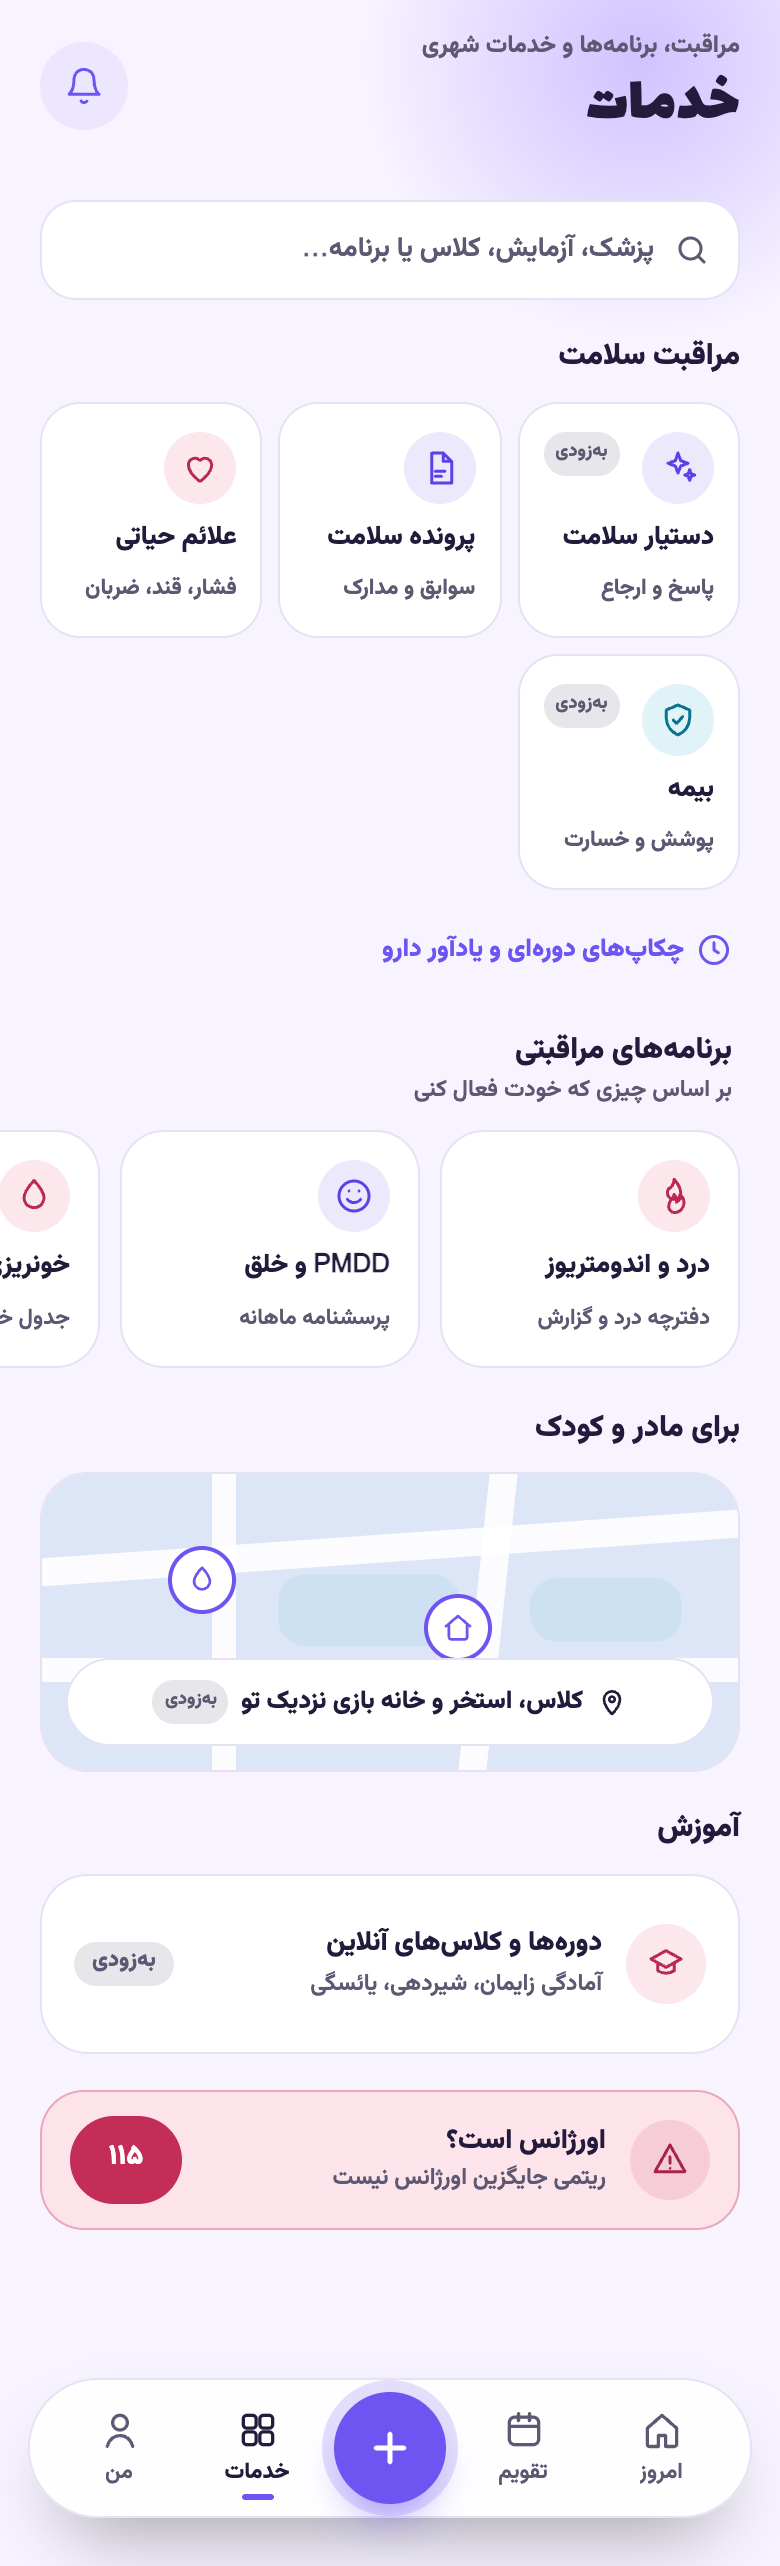 مراقبت، برنامه‌ها و خدمات شهری
خدمات
پزشک، آزمایش، کلاس یا برنامه...
مراقبت سلامت
به‌زودی
دستیار سلامت
پاسخ و ارجاع
پرونده سلامت
سوابق و مدارک
علائم حیاتی
فشار، قند، ضربان
به‌زودی
بیمه
پوشش و خسارت
چکاپ‌های دوره‌ای و یادآور دارو
برنامه‌های مراقبتی
بر اساس چیزی که خودت فعال کنی
درد و اندومتریوز
دفترچه درد و گزارش
PMDD و خلق
پرسشنامه ماهانه
خونریزی
جدول
برای مادر و کودک
کلاس، استخر و خانه بازی نزدیک تو
به‌زودی
آموزش
دوره‌ها و کلاس‌های آنلاین
آمادگی زایمان، شیردهی، یائسگی
به‌زودی
اورژانس است؟
ریتمی جایگزین اورژانس نیست
۱۱۵
امروز
تقویم
خدمات
من